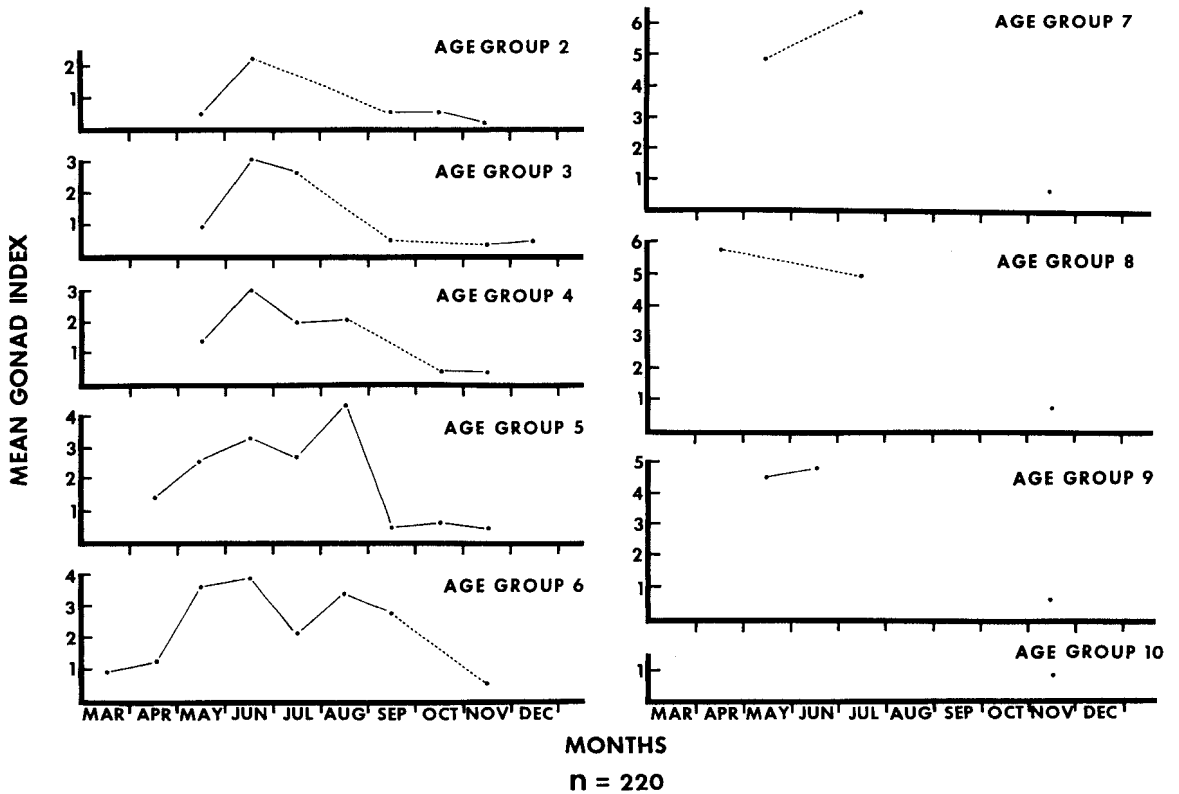 MEAN GONAD INDEX
AGE GROUP 2
2
1
AGE GROUP 3
3
2
1
AGE GROUP 4
3
2
1
AGE GROUP 5
4
3
2
1
AGE GROUP 6
4
3
2
1
MAR APR MAY JUN JUL AUG SEP OCT NOV DEC
AGE GROUP 7
6
5
4
3
2
1
AGE GROUP 8
6
5
4
3
2
1
AGE GROUP 9
5
4
3
2
1
AGE GROUP 10
1
MAR APR MAY JUN JUL AUG SEP OCT NOV DEC
MONTHS
n = 220